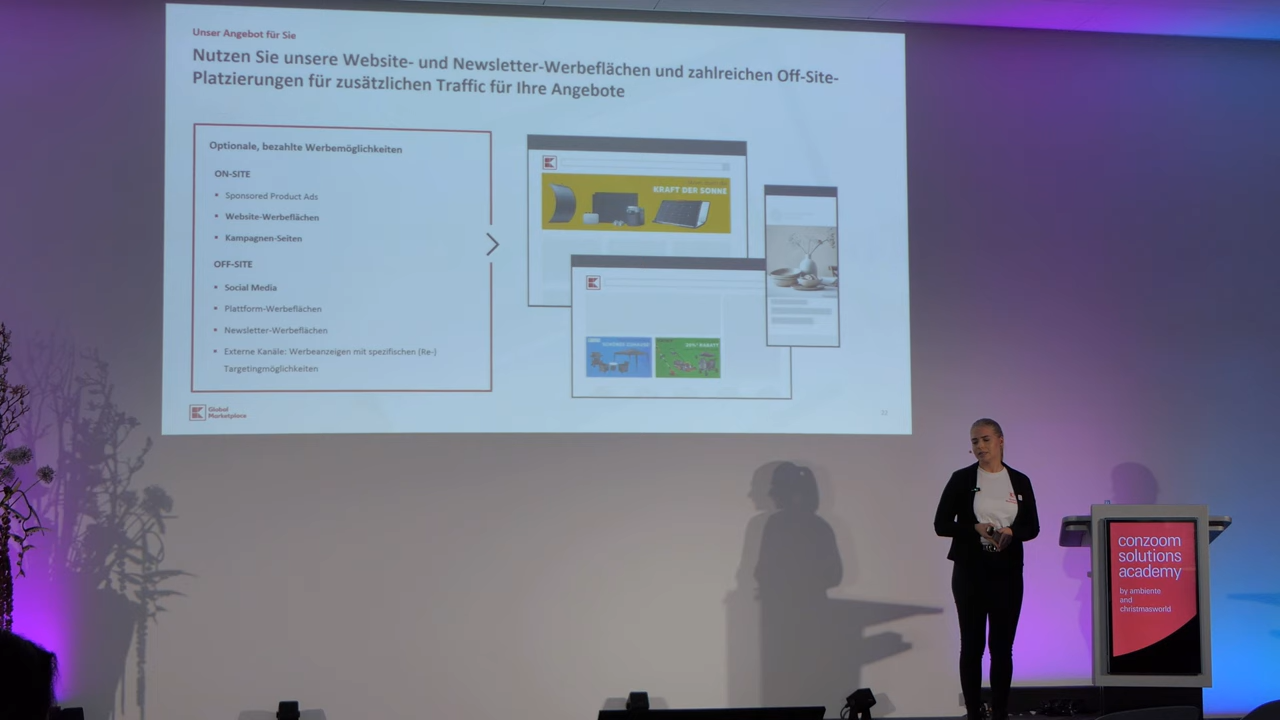 Unser Angebot für Sie
Nutzen Sie unsere Website- und Newsletter-Werbeflächen und zahlreichen Off-Site-
Platzierungen für zusätzlichen Traffic für Ihre Angebote
Optionale, bezahlte Werbemöglichkeiten
ON-SITE
Sponsored Product Ads
Website-Werbeflächen
Kampagnen-Seiten
OFF-SITE
Social Media
Plattform-Werbeflächen
Newsletter-Werbeflächen
Externe Kanäle: Werbeanzeigen mit spezifischen (Re-)
Targetingmöglichkeiten
KRAFT DER SONNE
20%' RABATT
Global
Marketplace
conzoom
solutions
academy
by ambiente
and
christmasworld